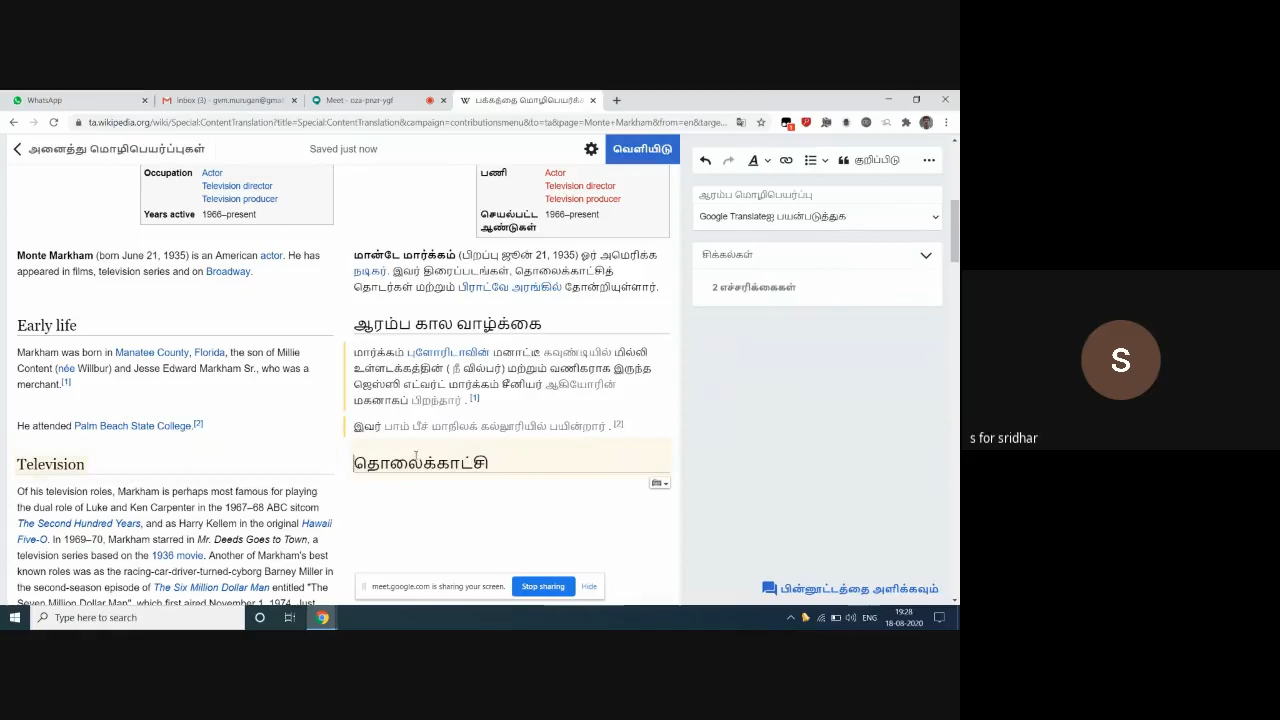 WhatsApp
Inbox (3) - gvm.murugan@gmai
Meet - oza-pnzr-ygf
பக்கத்தை மொழிபெயர்க்க
ta.wikipedia.org/wiki/Special:ContentTranslation?title=Special:ContentTranslation&campaign=contributionsmenu&to=ta&page=Monte+Markham&from=en&targe...
அனைத்து மொழிபெயர்ப்புகள்
Saved just now
வெளியிடு
குறிப்பிடு
Occupation Actor
Television director
Television producer
Years active 1966–present
பணி Actor
Television director
Television producer
செயல்பட்ட 1966–present
ஆண்டுகள்
ஆரம்ப மொழிபெயர்ப்பு
Google Translateஐ பயன்படுத்துக
சிக்கல்கள்
2 எச்சரிக்கைகள்
Monte Markham (born June 21, 1935) is an American actor. He has
appeared in films, television series and on Broadway.
மான்டே மார்க்கம் (பிறப்பு ஜூன் 21, 1935) ஓர் அமெரிக்க
நடிகர். இவர் திரைப்படங்கள், தொலைக்காட்சித்
தொடர்கள் மற்றும் பிராட்வே அரங்கில் தோன்றியுள்ளார்.
Early life
ஆரம்ப கால வாழ்க்கை
Markham was born in Manatee County, Florida, the son of Millie
Content (née Wilbur) and Jesse Edward Markham Sr., who was a
merchant.[1]
மார்க்கம் புளோரிடாவின் மனாட்டீ கவுண்டியில் மில்லி
உள்ளடக்கத்தின் ( நீ வில்பர்) மற்றும் வணிகராக இருந்த
ஜெஸ்ஸி எட்வர்ட் மார்க்கம் சீனியர் ஆகியோரின்
மகனாகப் பிறந்தார் . [1]
He attended Palm Beach State College.[2]
இவர் பாம் பீச் மாநிலக் கல்லூரியில் பயின்றார் . [2]
Television
தொலைக்காட்சி
Of his television roles, Markham is perhaps most famous for playing
the dual role of Luke and Ken Carpenter in the 1967–68 ABC sitcom
The Second Hundred Years, and as Harry Kellem in the original Hawaii
Five-O. In 1969–70, Markham starred in Mr. Deeds Goes to Town, a
television series based on the 1936 movie. Another of Markham's best
known roles was as the racing-car-driver-turned-cyborg Barney Miller in
the second-season episode of The Six Million Dollar Man entitled "The
Seven Million Dollar Man", which first aired November 1, 1974. Just
meet.google.com is sharing your screen. Stop sharing Hide
பின்னூட்டத்தை அளிக்கவும்
Type here to search
ENG
19:28
18-08-2020
S
s for sridhar